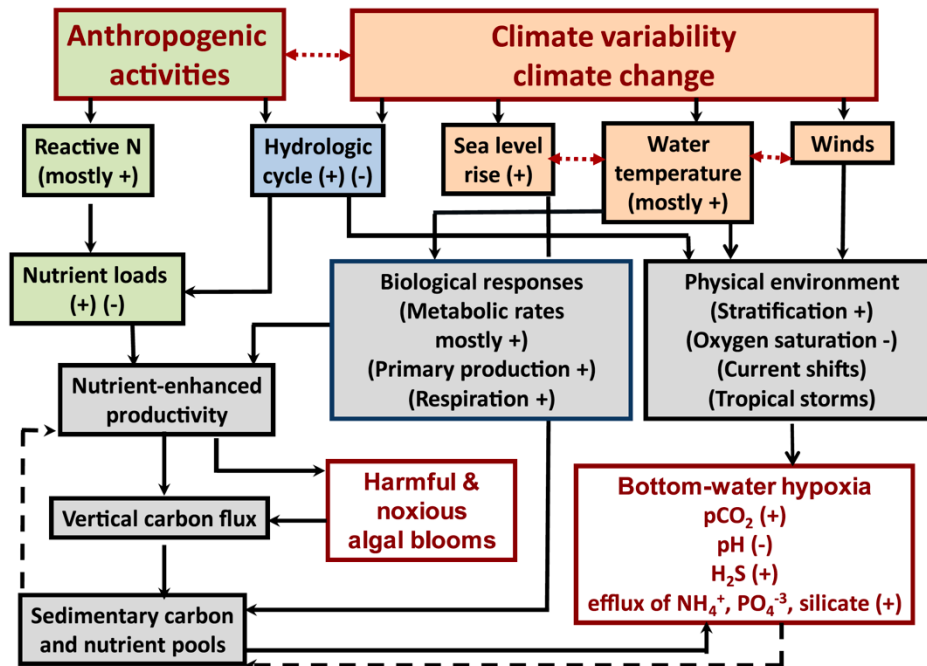 Anthropogenic
activities
Climate variability
climate change
Reactive N
(mostly +)
Hydrologic
cycle (+) (-)
Sea level
rise (+)
Water
temperature
(mostly +)
Winds
Nutrient loads
(+) (-)
Biological responses
(Metabolic rates
mostly +)
(Primary production +)
(Respiration +)
Physical environment
(Stratification +)
(Oxygen saturation -)
(Current shifts)
(Tropical storms)
Nutrient-enhanced
productivity
Harmful &
noxious
algal blooms
Vertical carbon flux
Bottom-water hypoxia
pCO₂ (+)
pH (-)
H₂S (+)
efflux of NH₄⁺, PO₄⁻³, silicate (+)
Sedimentary carbon
and nutrient pools